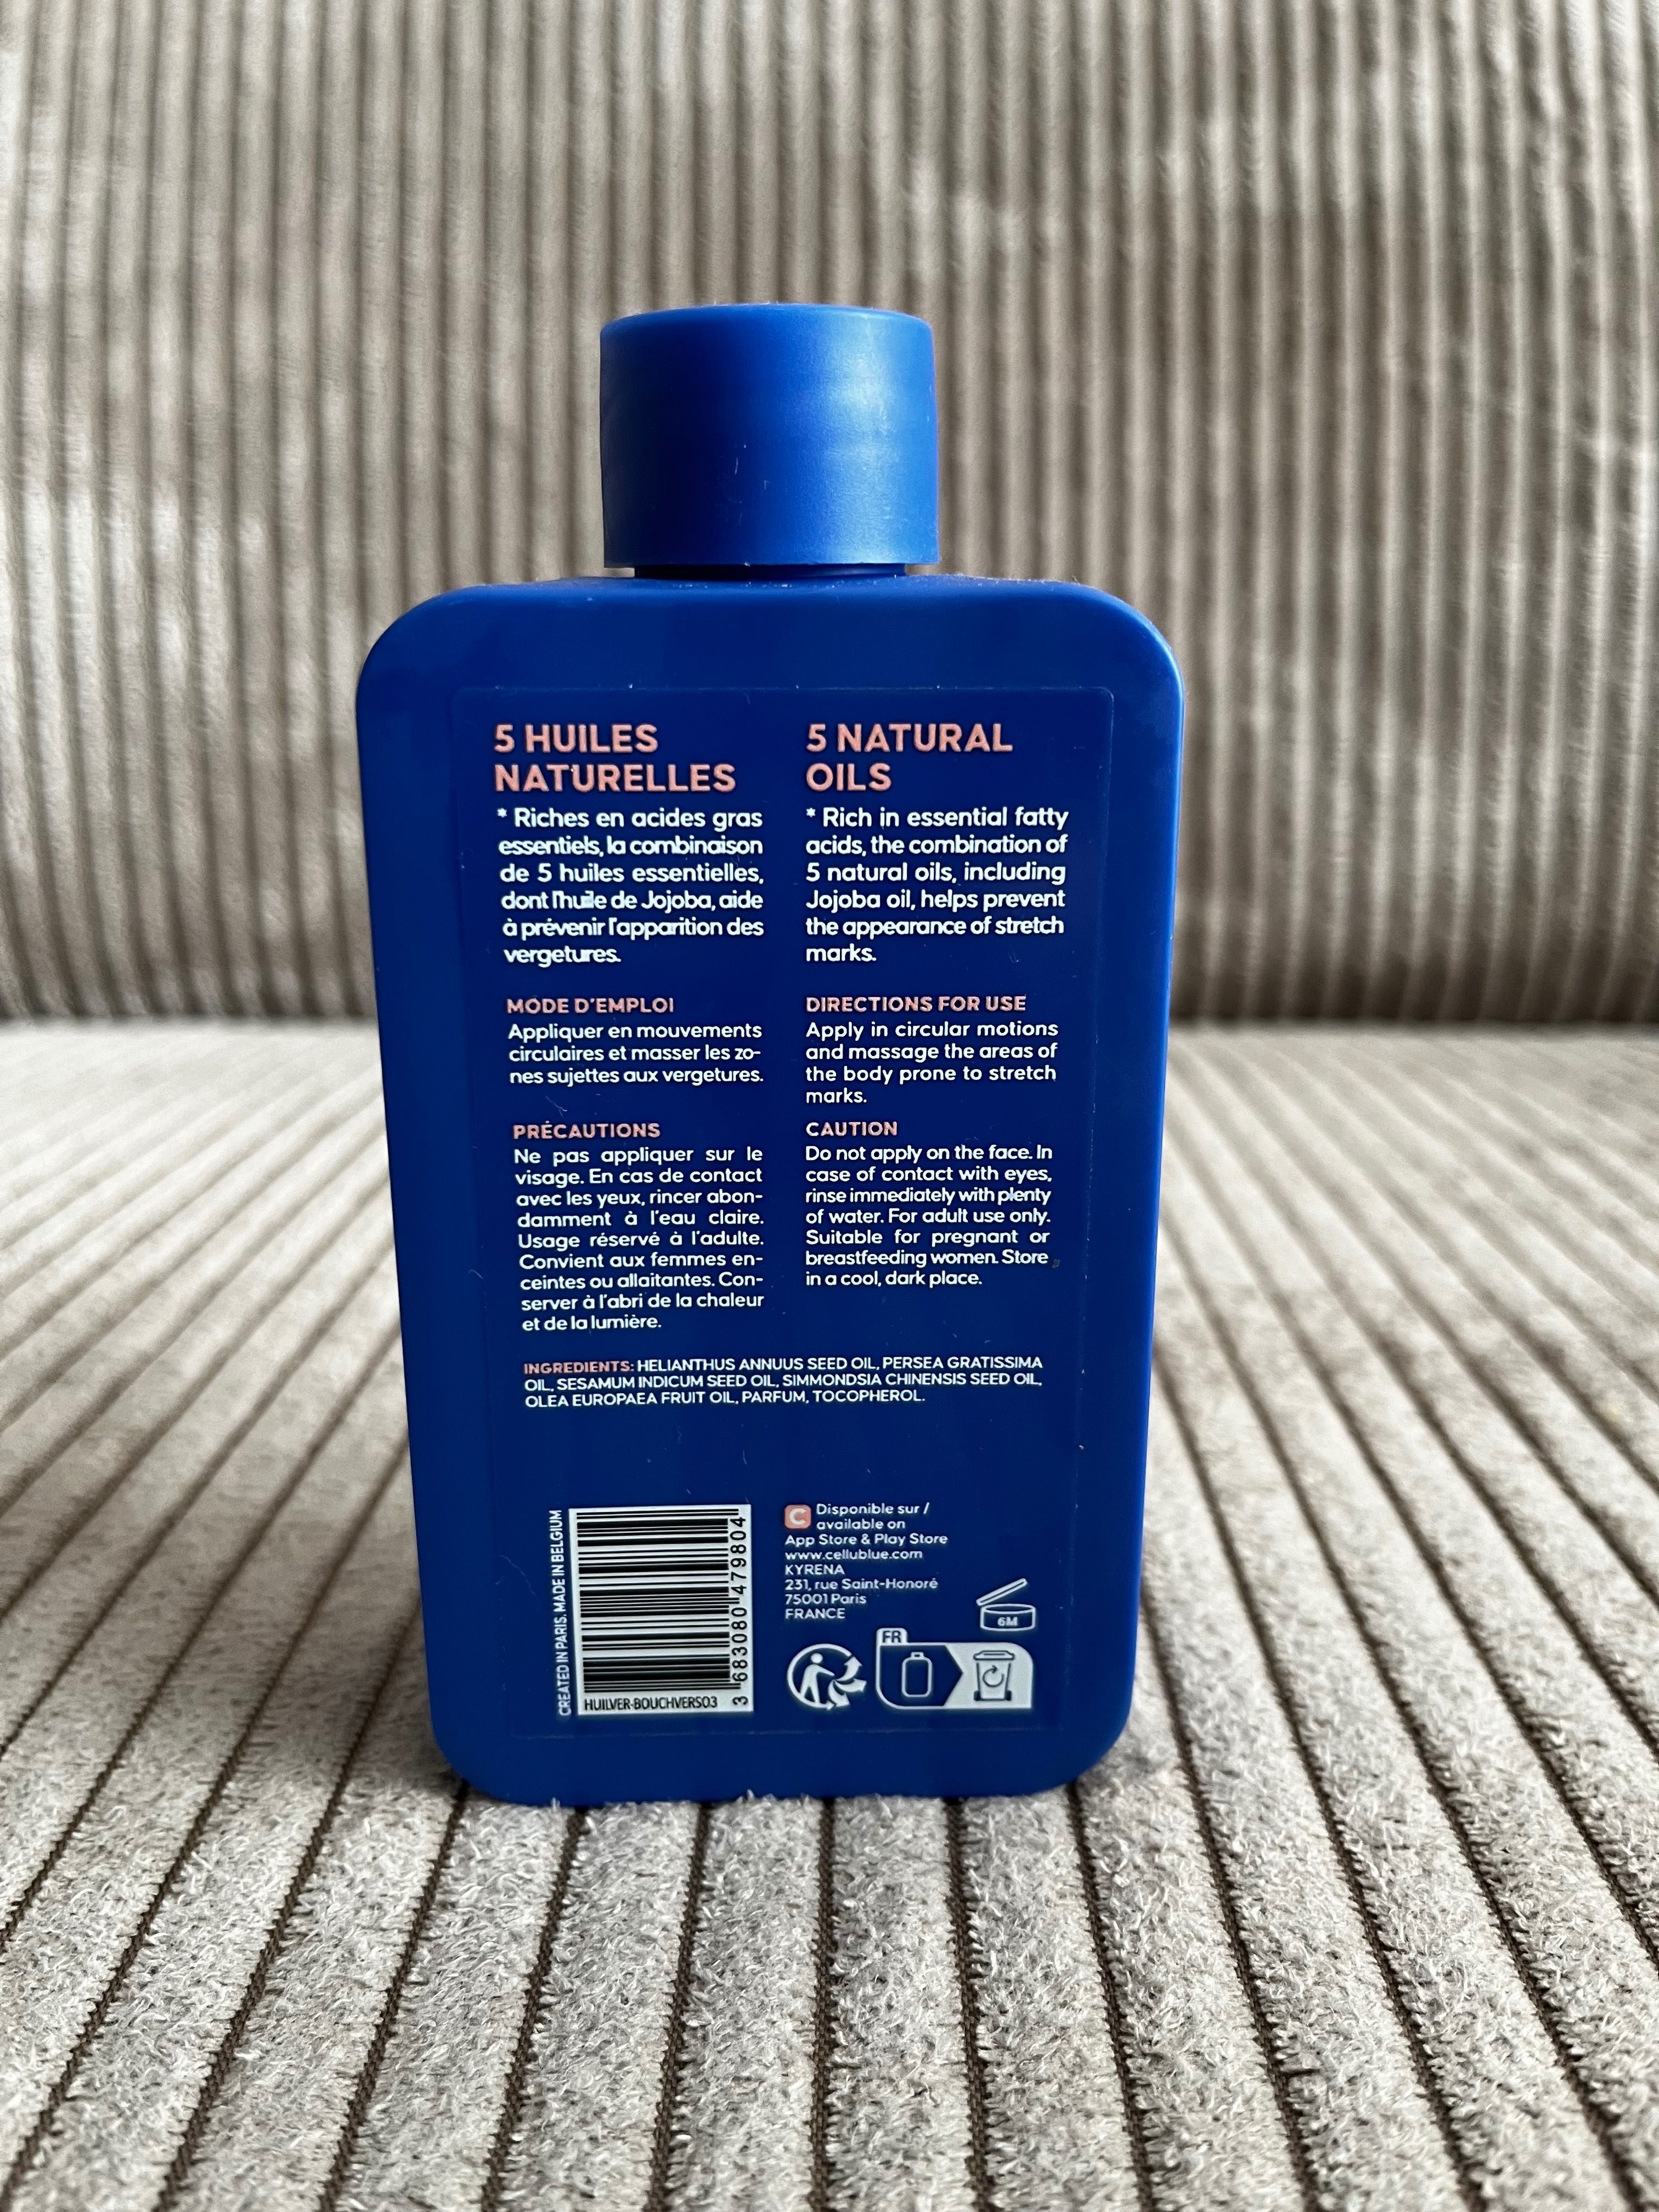 5 HUILES
NATURELLES
* Riches en acides gras
essentiels, la combinaison
de 5 huiles essentielles,
dont l'huile de Jojoba, aide
à prévenir l'apparition des
vergetures.
MODE D'EMPLOI
Appliquer en mouvements
circulaires et masser les zo-
nes sujettes aux vergetures.
PRÉCAUTIONS
Ne pas appliquer sur le
visage. En cas de contact
avec les yeux, rincer abon-
damment à l'eau claire.
Usage réservé à l'adulte.
Convient aux femmes en-
ceintes ou allaitantes. Con-
server à l'abri de la chaleur
et de la lumière.
5 NATURAL
OILS
* Rich in essential fatty
acids, the combination of
5 natural oils, including
Jojoba oil, helps prevent
the appearance of stretch
marks.
DIRECTIONS FOR USE
Apply in circular motions
and massage the areas of
the body prone to stretch
marks.
CAUTION
Do not apply on the face. In
case of contact with eyes,
rinse immediately with plenty
of water. For adult use only.
Suitable for pregnant or
breastfeeding women. Store
in a cool, dark place.
INGREDIENTS: HELIANTHUS ANNUUS SEED OIL, PERSEA GRATISSIMA
OIL, SESAMUM INDICUM SEED OIL, SIMMONDSIA CHINENSIS SEED OIL,
OLEA EUROPAEA FRUIT OIL, PARFUM, TOCOPHEROL.
CREATED IN PARIS. MADE IN BELGIUM
HUILVER-BOUCHVERS03
3 683080 479804
C
Disponible sur /
available on
App Store & Play Store
www.cellublue.com
KYRENA
231, rue Saint-Honoré
75001 Paris
FRANCE
6M
FR